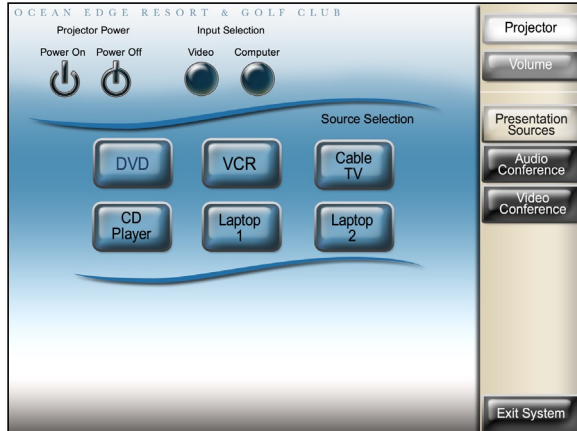 OCEAN EDGE RESORT & GOLF CLUB
Projector Power
Input Selection
Power On
Power Off
Video
Computer
Source Selection
DVD
VCR
Cable
TV
CD
Player
Laptop
1
Laptop
2
Projector
Volume
Presentation
Sources
Audio
Conference
Video
Conference
Exit System